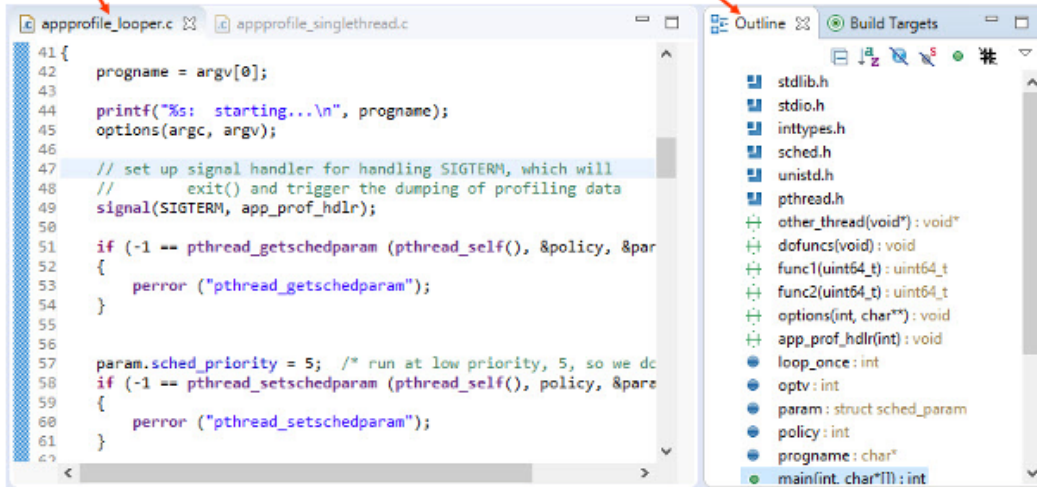 appprofile_looper.c
appprofile_singlethread.c
41 {
42 progname = argv[0];
43
44 printf("%s:  starting...\n", progname);
45 options(argc, argv);
46
47 // set up signal handler for handling SIGTERM, which will
48 //        exit() and trigger the dumping of profiling data
49 signal(SIGTERM, app_prof_hdlr);
50
51 if (-1 == pthread_getschedparam (pthread_self(), &policy, &par
52 {
53 perror ("pthread_getschedparam");
54 }
55
56
57 param.sched_priority = 5;  /* run at low priority, 5, so we do
58 if (-1 == pthread_setschedparam (pthread_self(), policy, &para
59 {
60 perror ("pthread_setschedparam");
61 }
62
Outline
Build Targets
stdlib.h
stdio.h
inttypes.h
sched.h
unistd.h
pthread.h
other_thread(void*) : void*
dofuncs(void) : void
func1(uint64_t) : uint64_t
func2(uint64_t) : uint64_t
options(int, char**) : void
app_prof_hdlr(int) : void
loop_once : int
optv : int
param : struct sched_param
policy : int
progname : char*
main(int, char*[]) : int